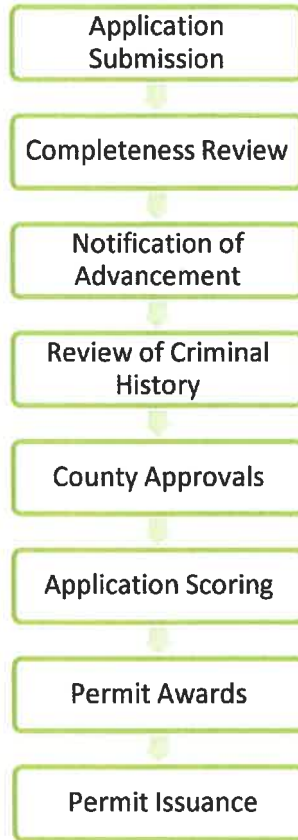 Application
Submission
Completeness Review
Notification of
Advancement
Review of Criminal
History
County Approvals
Application Scoring
Permit Awards
Permit Issuance